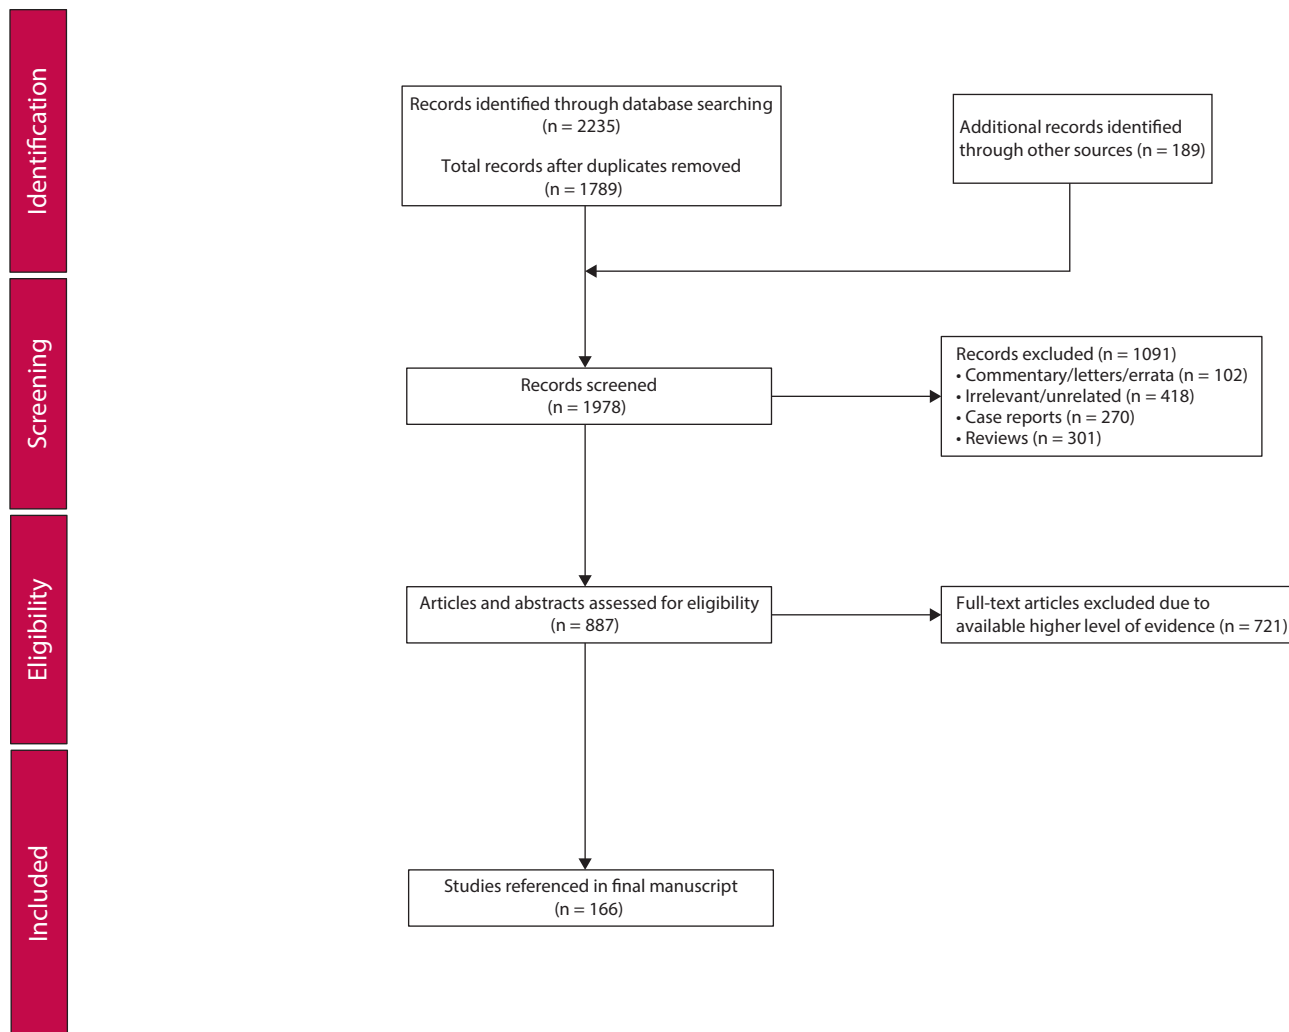 Identification
Records identified through database searching
(n = 2235)
Total records after duplicates removed
(n = 1789)
Additional records identified
through other sources (n = 189)
Screening
Records screened
(n = 1978)
Records excluded (n = 1091)
• Commentary/letters/errata (n = 102)
• Irrelevant/unrelated (n = 418)
• Case reports (n = 270)
• Reviews (n = 301)
Eligibility
Articles and abstracts assessed for eligibility
(n = 887)
Full-text articles excluded due to
available higher level of evidence (n = 721)
Included
Studies referenced in final manuscript
(n = 166)